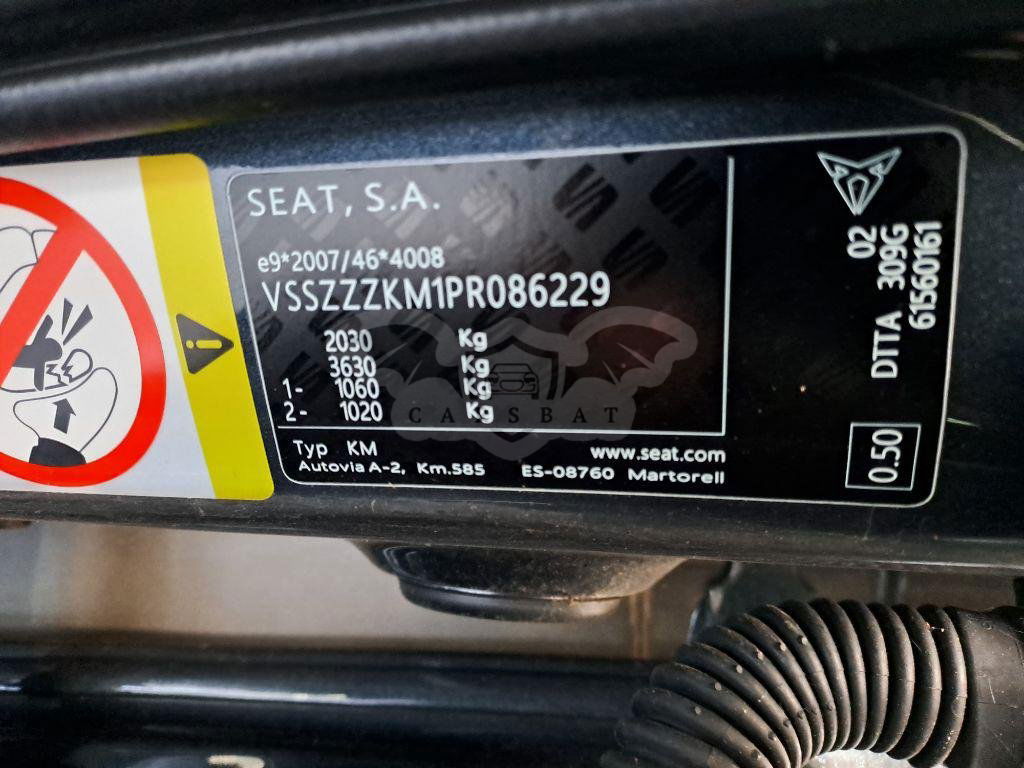 SEAT, S.A.
e9*2007/46*4008
VSSZZZKM1PR086229
2030 Kg
3630 Kg
1- 1060 Kg
2- 1020 Kg
Typ KM www.seat.com
Autovia A-2, Km.585 ES-08760 Martorell
02
DTTA 309G
61560161
0.50
CARSBAT